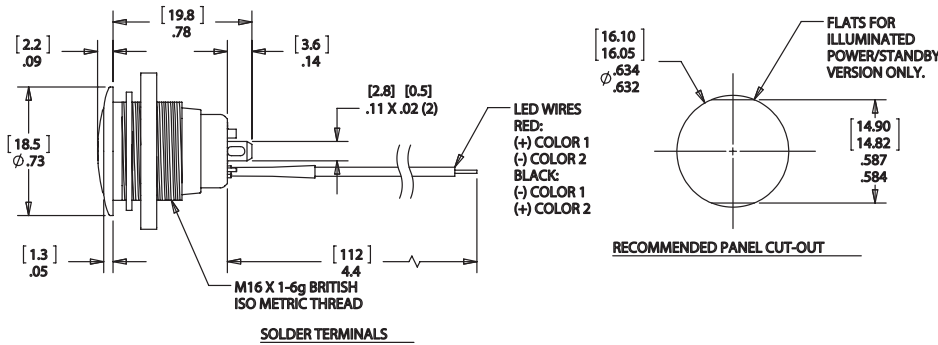 [19.8]
.78
[2.2]
.09
[3.6]
.14
[2.8] [0.5]
.11 X .02 (2)
[18.5]
Ø.73
[1.3]
.05
[112]
4.4
M16 X 1-6g BRITISH
ISO METRIC THREAD
SOLDER TERMINALS
LED WIRES
RED:
(+) COLOR 1
(-) COLOR 2
BLACK:
(-) COLOR 1
(+) COLOR 2
[16.10]
[16.05]
Ø.634
.632
FLATS FOR
ILLUMINATED
POWER/STANDBY
VERSION ONLY.
[14.90]
[14.82]
.587
.584
RECOMMENDED PANEL CUT-OUT